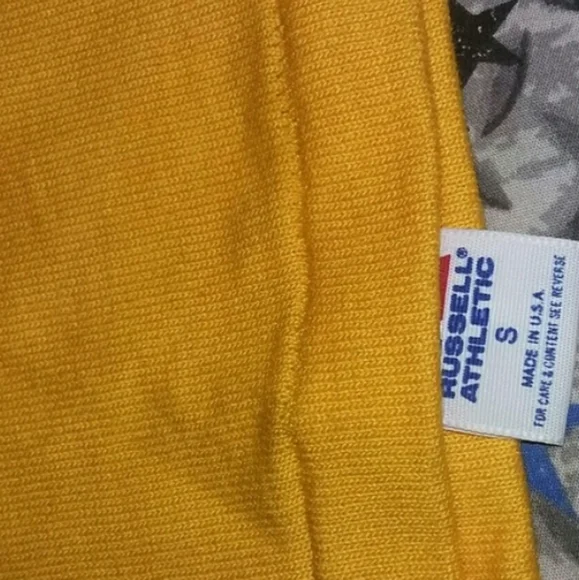 RUSSELL®
ATHLETIC
S
MADE IN U.S.A.
FOR CARE & CONTENT SEE REVERSE